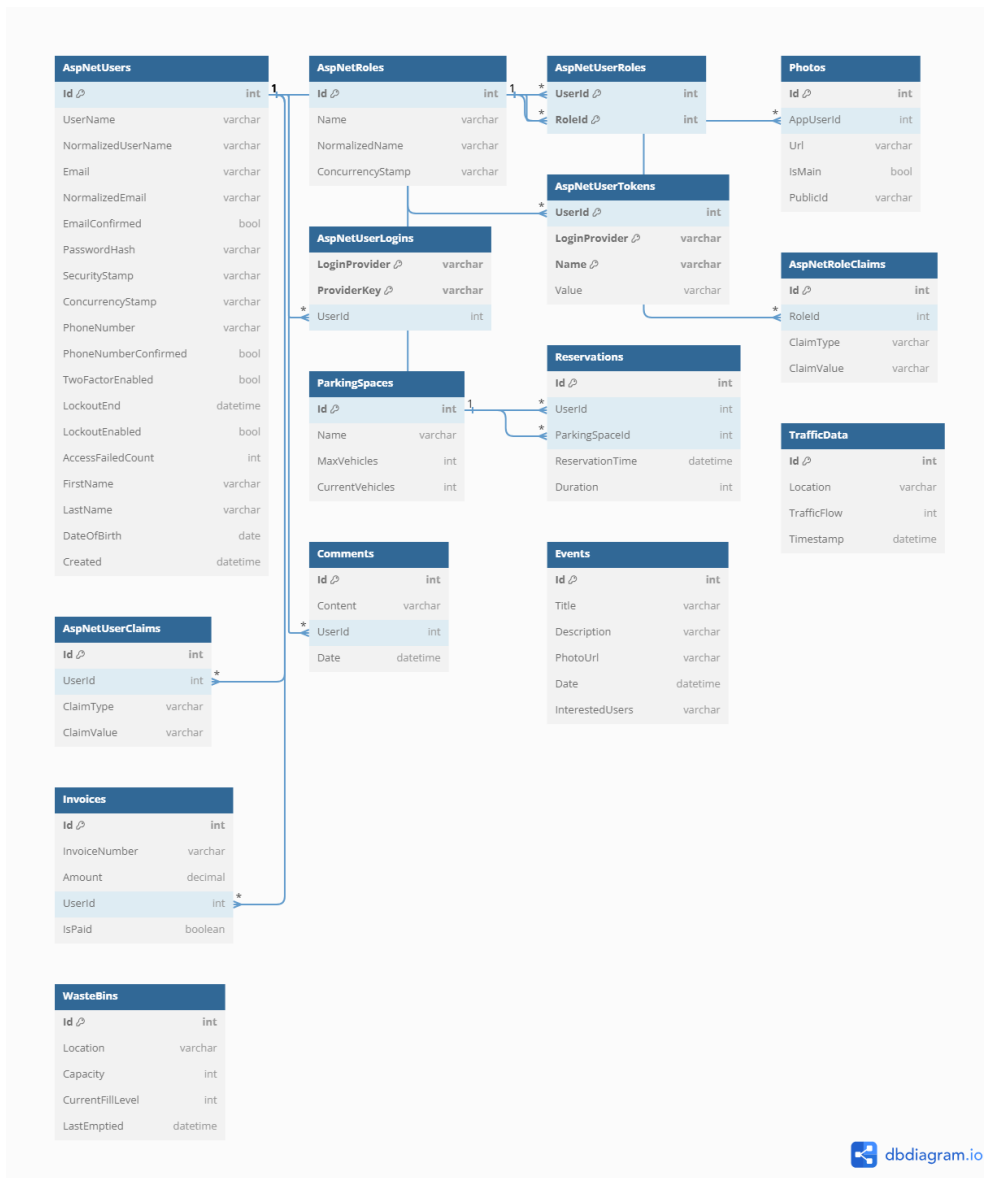 AspNetUsers
Id int
UserName varchar
NormalizedUserName varchar
Email varchar
NormalizedEmail varchar
EmailConfirmed bool
PasswordHash varchar
SecurityStamp varchar
ConcurrencyStamp varchar
PhoneNumber varchar
PhoneNumberConfirmed bool
TwoFactorEnabled bool
LockoutEnd datetime
LockoutEnabled bool
AccessFailedCount int
FirstName varchar
LastName varchar
DateOfBirth date
Created datetime
1
AspNetRoles
Id int
Name varchar
NormalizedName varchar
ConcurrencyStamp varchar
1
AspNetUserRoles
* UserId int
* RoleId int
Photos
Id int
* AppUserId int
Url varchar
IsMain bool
PublicId varchar
AspNetUserTokens
* UserId int
LoginProvider varchar
Name varchar
Value varchar
AspNetUserLogins
LoginProvider varchar
ProviderKey varchar
* UserId int
AspNetRoleClaims
Id int
* RoleId int
ClaimType varchar
ClaimValue varchar
ParkingSpaces
Id int
Name varchar
MaxVehicles int
CurrentVehicles int
1
Reservations
Id int
* UserId int
* ParkingSpaceId int
ReservationTime datetime
Duration int
TrafficData
Id int
Location varchar
TrafficFlow int
Timestamp datetime
Comments
Id int
Content varchar
* UserId int
Date datetime
Events
Id int
Title varchar
Description varchar
PhotoUrl varchar
Date datetime
InterestedUsers varchar
AspNetUserClaims
Id int
UserId int *
ClaimType varchar
ClaimValue varchar
Invoices
Id int
InvoiceNumber varchar
Amount decimal
UserId int *
IsPaid boolean
WasteBins
Id int
Location varchar
Capacity int
CurrentFillLevel int
LastEmptied datetime
dbdiagram.io